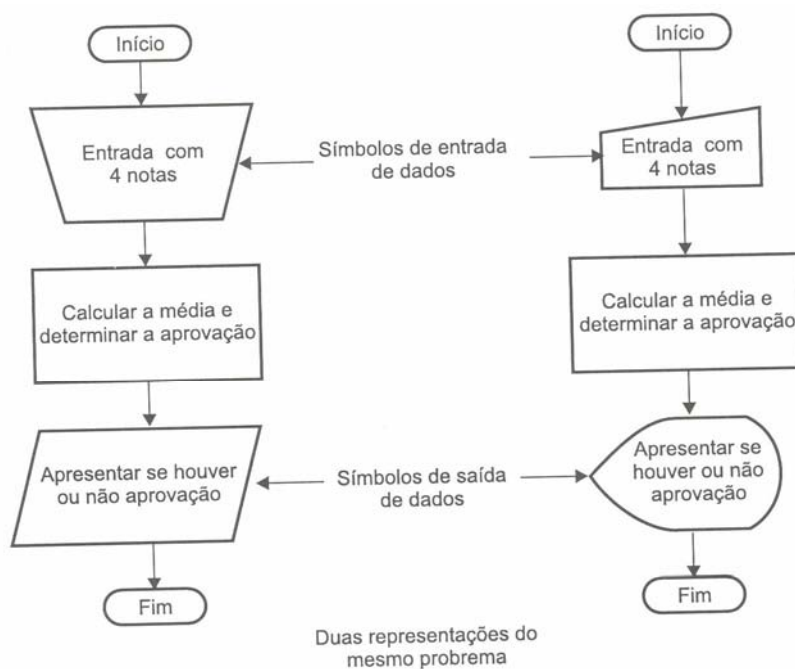 Início
Entrada com
4 notas
Calcular a média e
determinar a aprovação
Apresentar se houver
ou não aprovação
Fim
Símbolos de entrada
de dados
Símbolos de saída
de dados
Início
Entrada com
4 notas
Calcular a média e
determinar a aprovação
Apresentar se
houver ou não
aprovação
Fim
Duas representações do
mesmo probrema